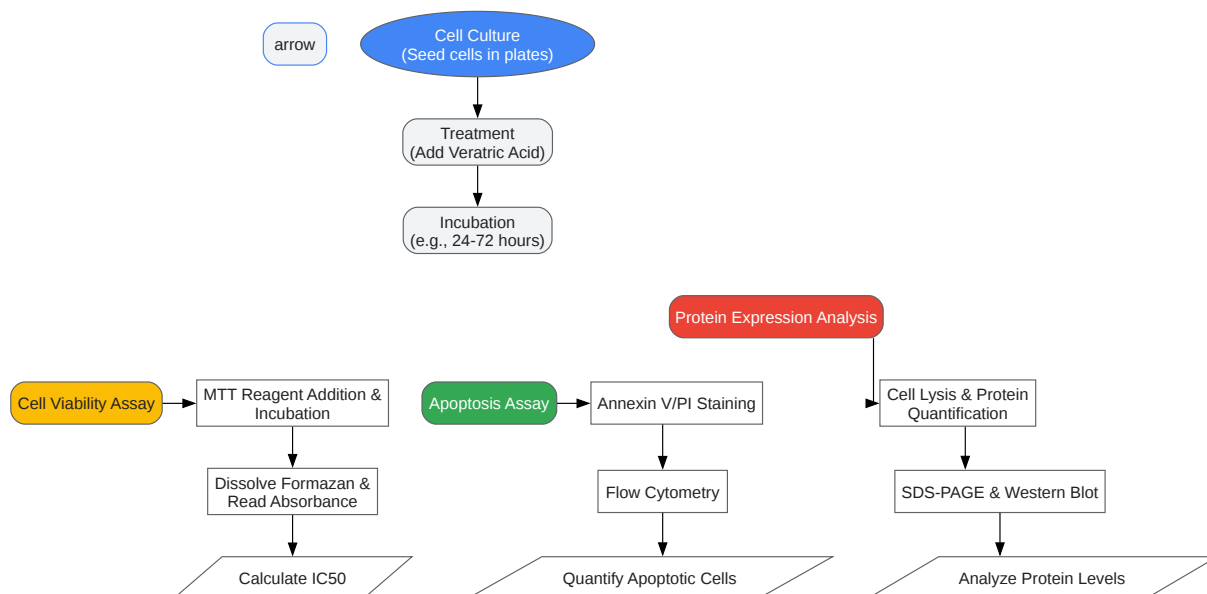 arrow
Cell Culture
(Seed cells in plates)
Treatment
(Add Veratric Acid)
Incubation
(e.g., 24-72 hours)
Protein Expression Analysis
Cell Viability Assay
MTT Reagent Addition &
Incubation
Apoptosis Assay
Annexin V/PI Staining
Cell Lysis & Protein
Quantification
Dissolve Formazan &
Read Absorbance
Flow Cytometry
SDS-PAGE & Western Blot
Calculate IC50
Quantify Apoptotic Cells
Analyze Protein Levels